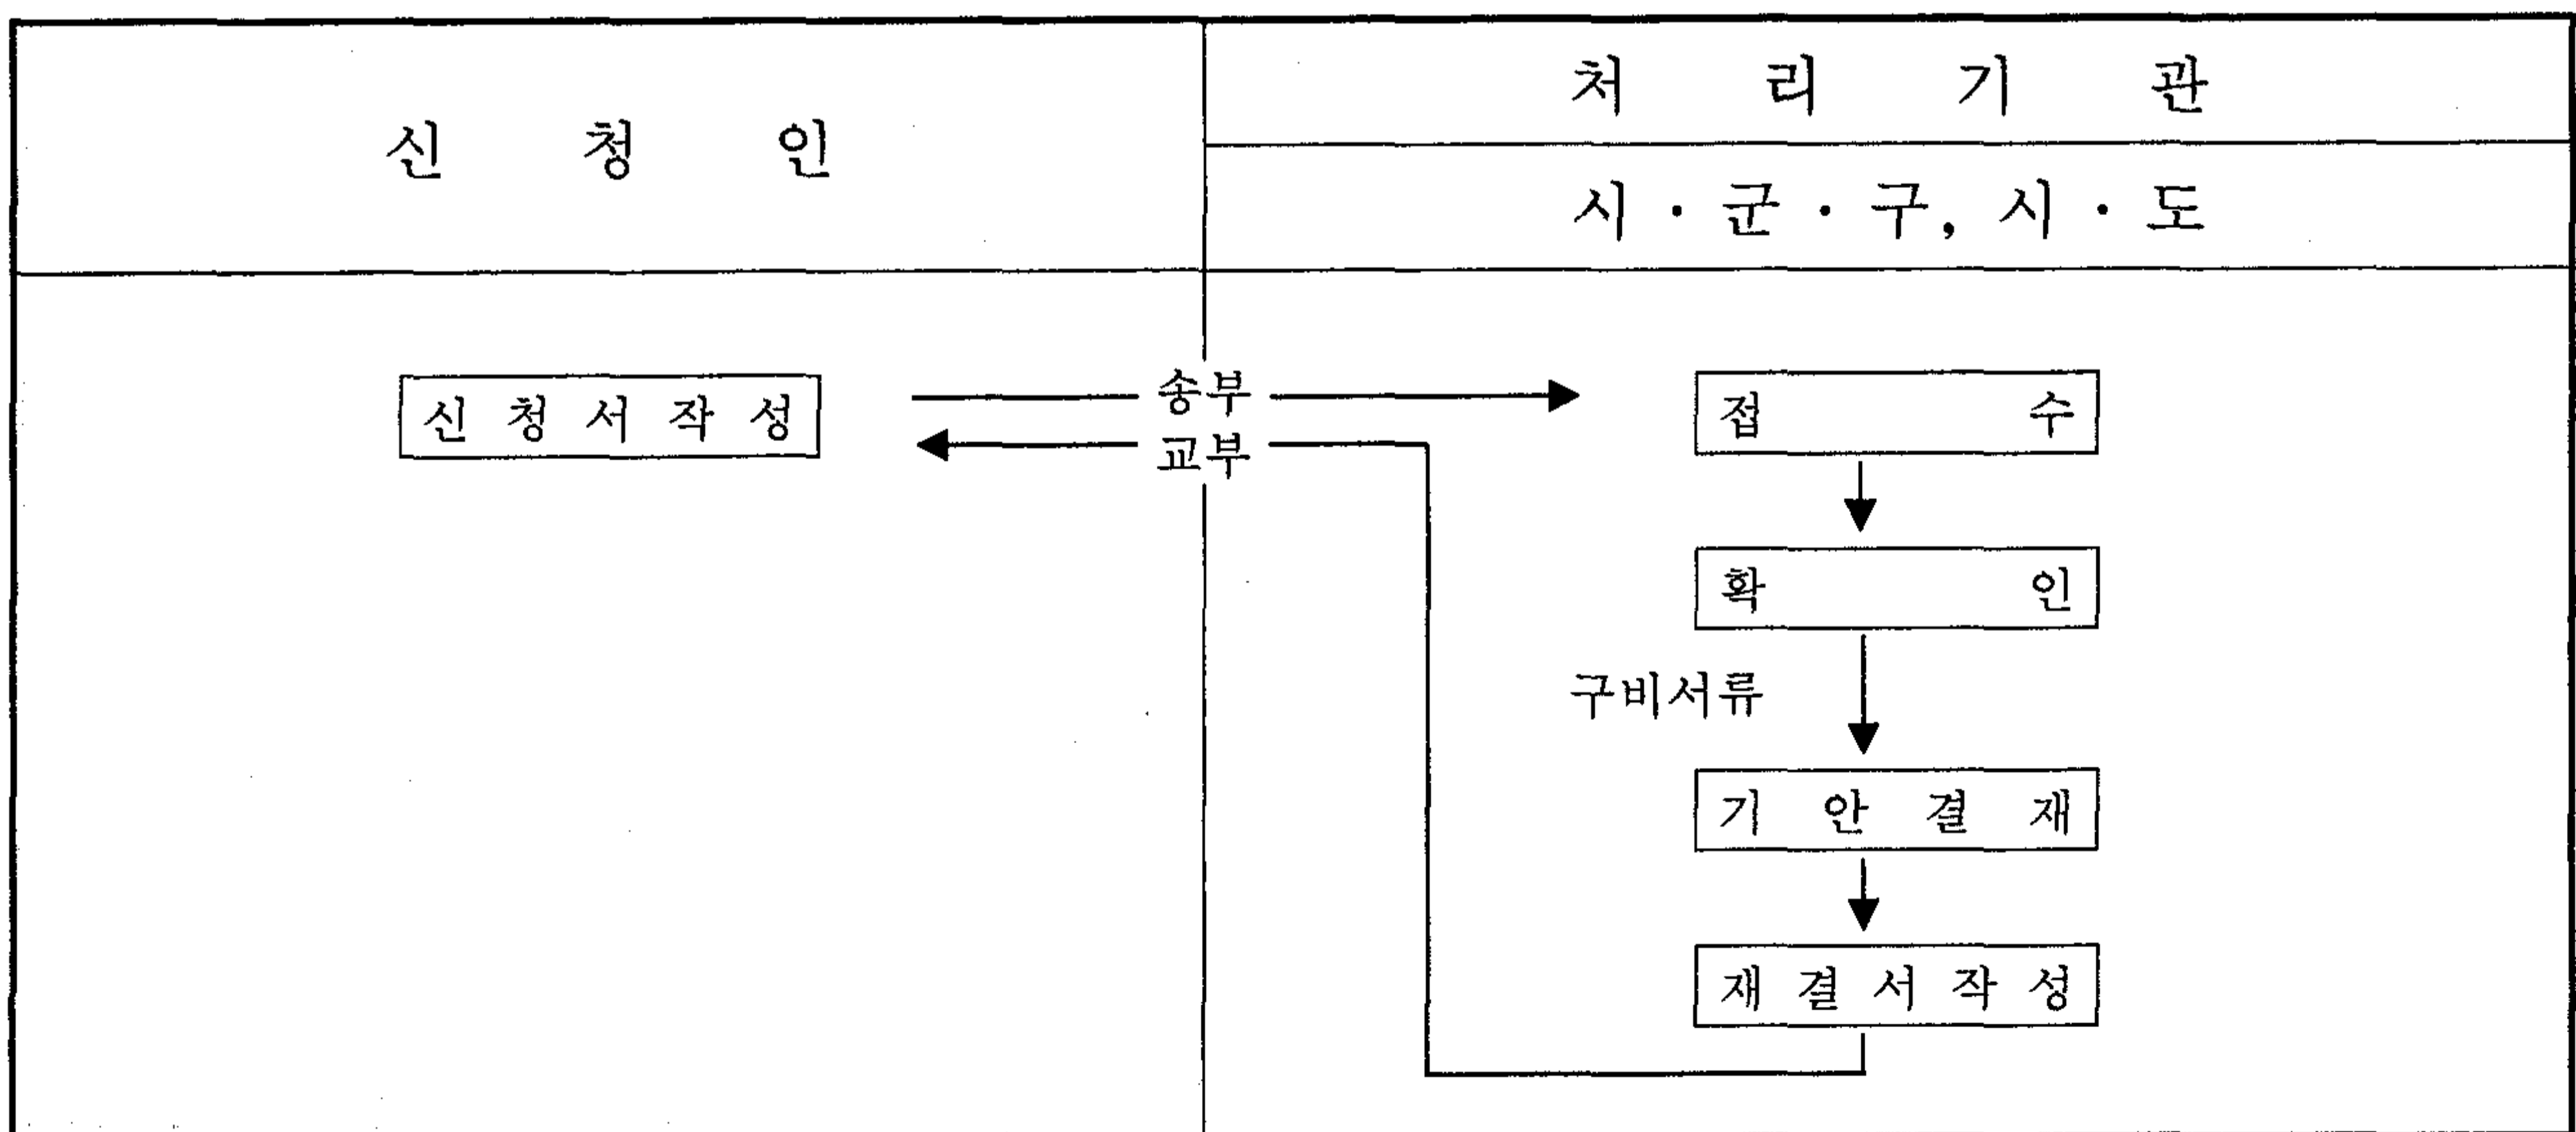 신 청 인
처 리 기 관
시 · 군 · 구, 시 · 도
신 청 서 작 성
송부
교부
접 수
확 인
구비서류
기 안 결 재
재 결 서 작 성